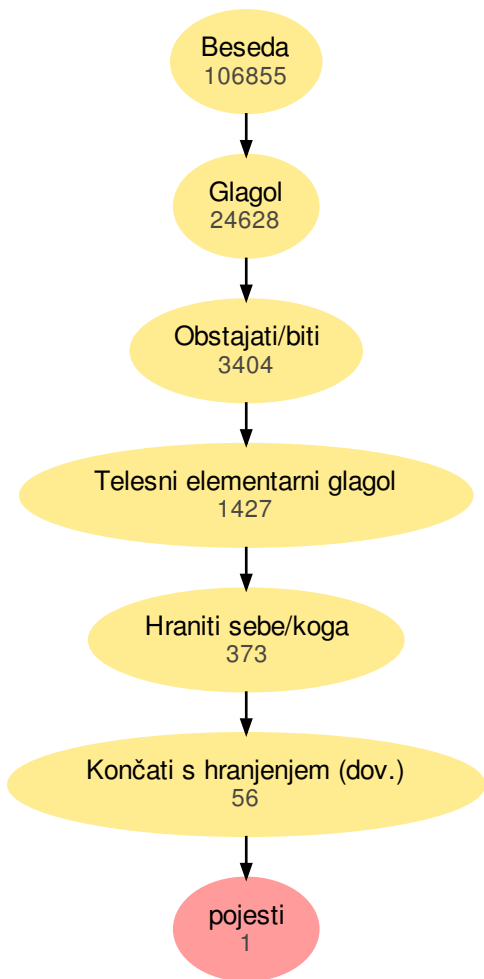 Beseda
106855
Glagol
24628
Obstajati/biti
3404
Telesni elementarni glagol
1427
Hraniti sebe/koga
373
Končati s hranjenjem (dov.)
56
pojesti
1